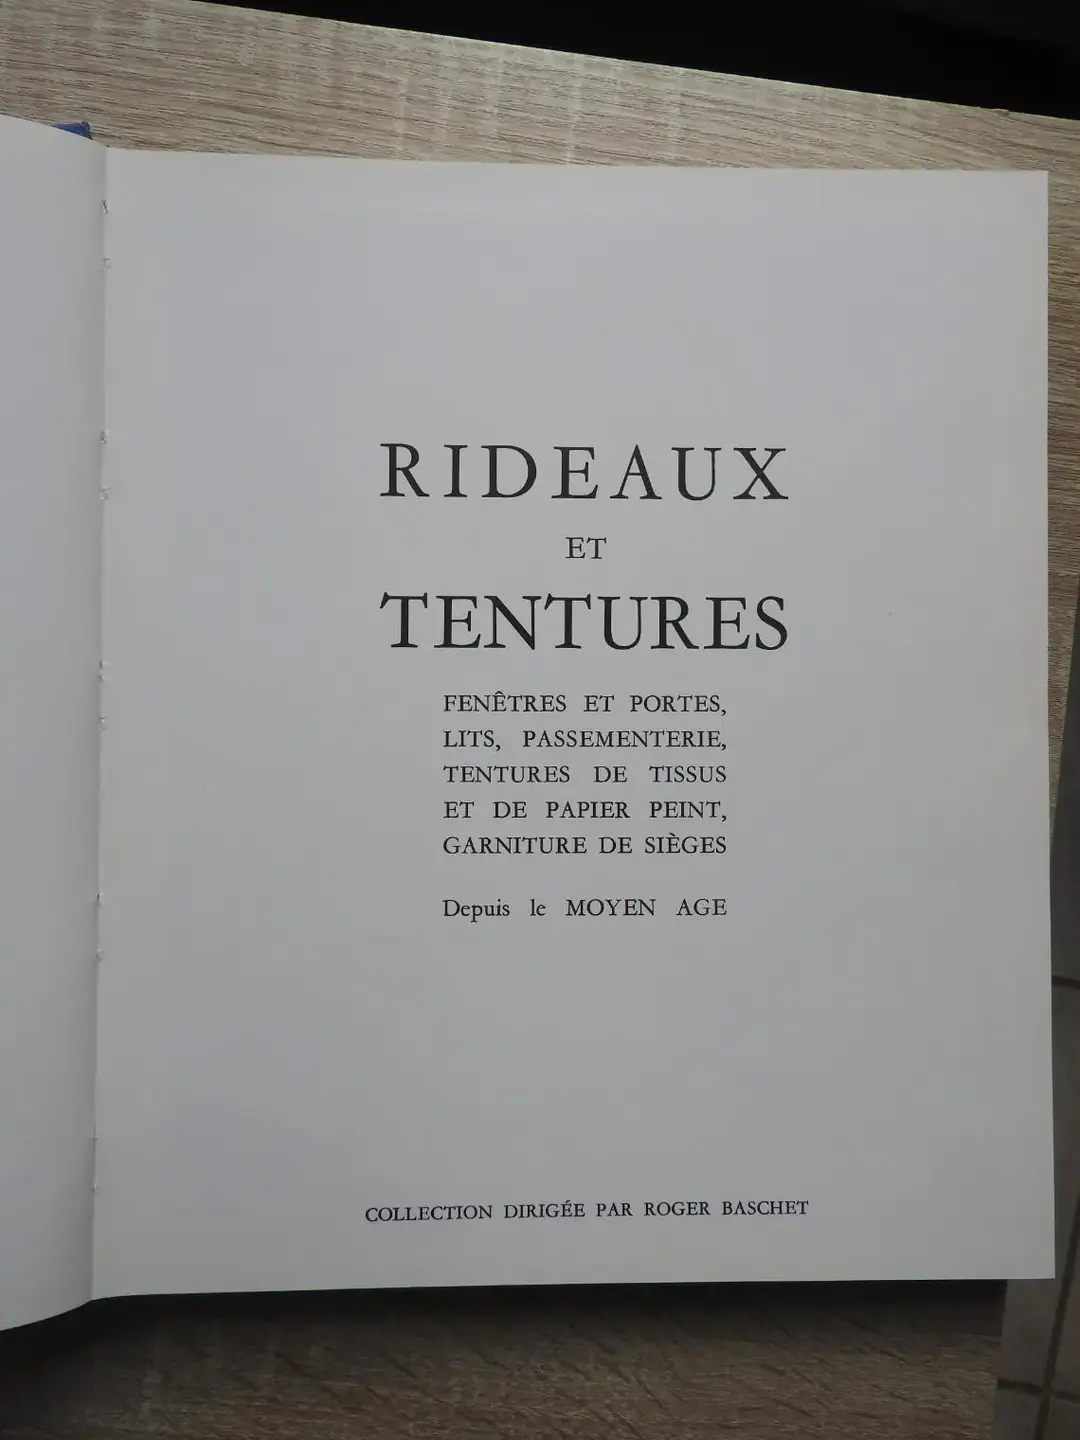 RIDEAUX
ET
TENTURES
FENÊTRES ET PORTES,
LITS, PASSEMENTERIE,
TENTURES DE TISSUS
ET DE PAPIER PEINT,
GARNITURE DE SIÈGES
Depuis le MOYEN AGE
COLLECTION DIRIGÉE PAR ROGER BASCHET